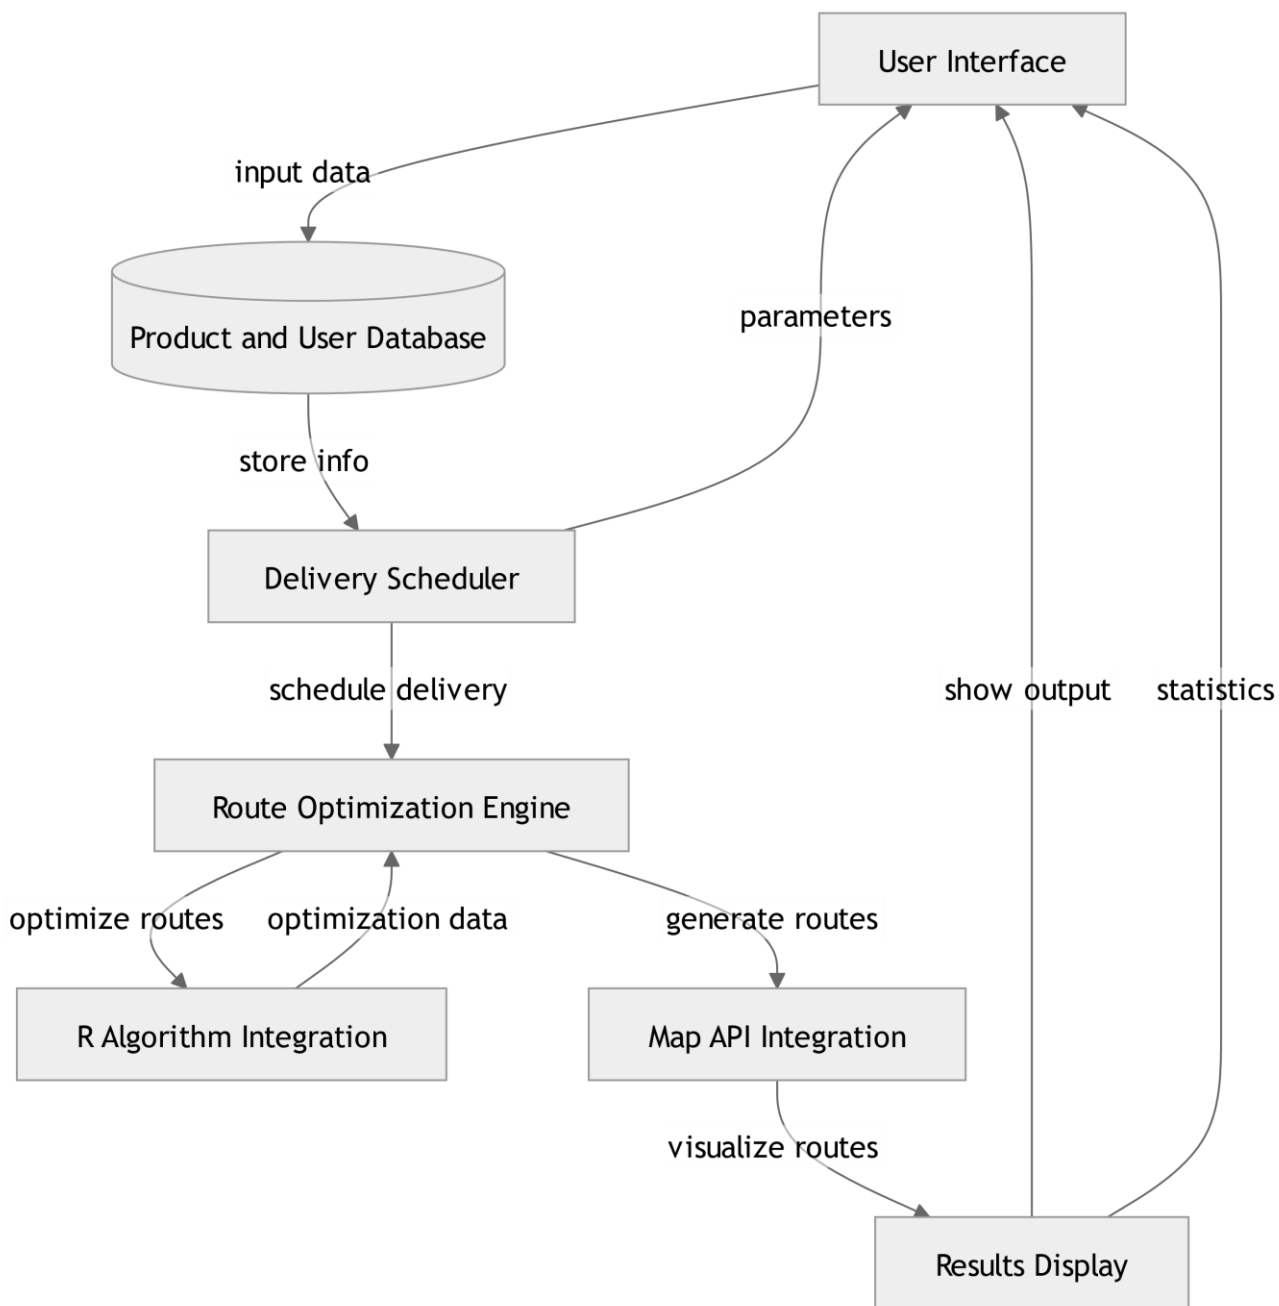 User Interface
input data
Product and User Database
parameters
store info
Delivery Scheduler
schedule delivery
show output
statistics
Route Optimization Engine
optimize routes
optimization data
generate routes
R Algorithm Integration
Map API Integration
visualize routes
Results Display